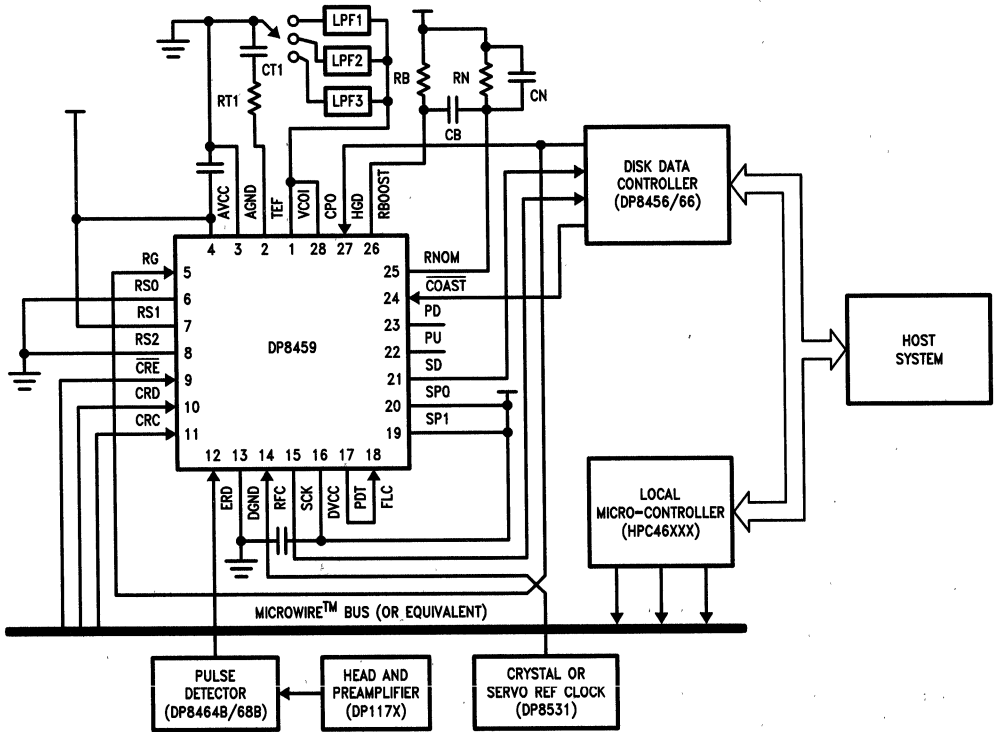 LPF1
LPF2
LPF3
CT1
RT1
RB
RN
CB
CN
AVCC
AGND
TEF
VCOI
CPO
HGD
RBOOST
4
3
2
1
28
27
26
RG
5
RS0
6
RS1
7
RS2
8
CRE
9
CRD
10
CRC
11
DP8459
25
RNOM
24
COAST
23
PD
22
PU
21
SD
20
SP0
19
SP1
12
13
14
15
16
17
18
ERD
DGND
RFC
SCK
DVCC
PDT
FLC
DISK DATA
CONTROLLER
(DP8456/66)
HOST
SYSTEM
LOCAL
MICRO-CONTROLLER
(HPC46XXX)
MICROWIRE™ BUS (OR EQUIVALENT)
PULSE
DETECTOR
(DP8464B/68B)
HEAD AND
PREAMPLIFIER
(DP117X)
CRYSTAL OR
SERVO REF CLOCK
(DP8531)